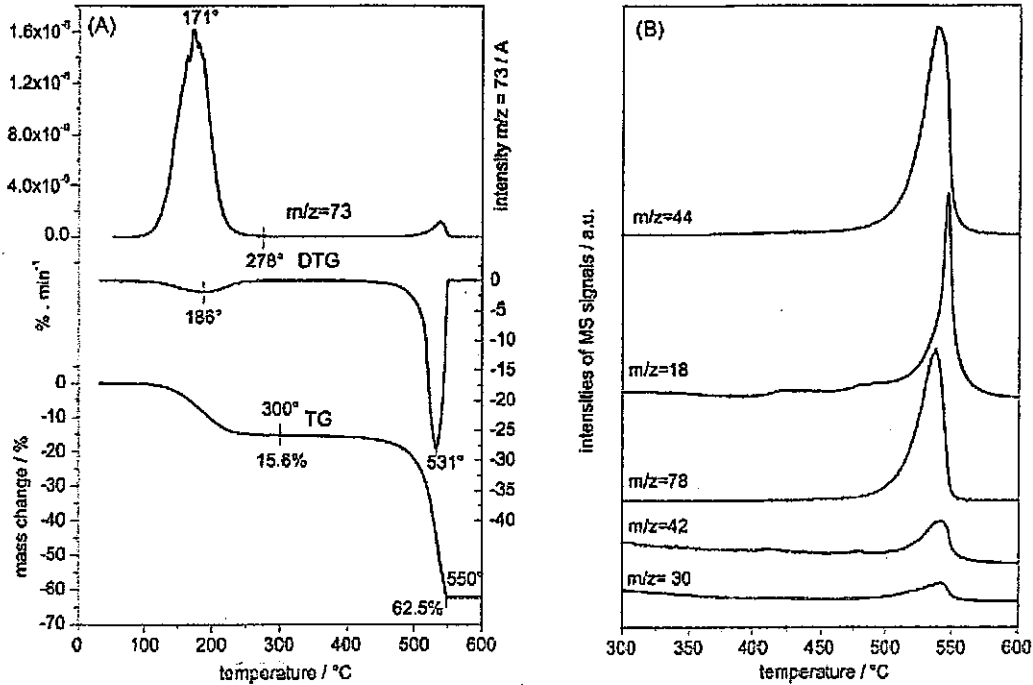 (A)
171°
1.6x10⁻⁸
1.2x10⁻⁸
8.0x10⁻⁹
4.0x10⁻⁹
0.0
intensity m/z = 73 / A
m/z=73
278° DTG
0
-5
-10
-15
-20
-25
-30
-35
-40
% . min⁻¹
186°
531°
0
-10
-20
-30
-40
-50
-60
-70
mass change / %
300° TG
15.6%
550°
62.5%
0 100 200 300 400 500 600
temperature / °C
(B)
intensities of MS signals / a.u.
m/z=44
m/z=18
m/z=78
m/z=42
m/z= 30
300 350 400 450 500 550 600
temperature / °C